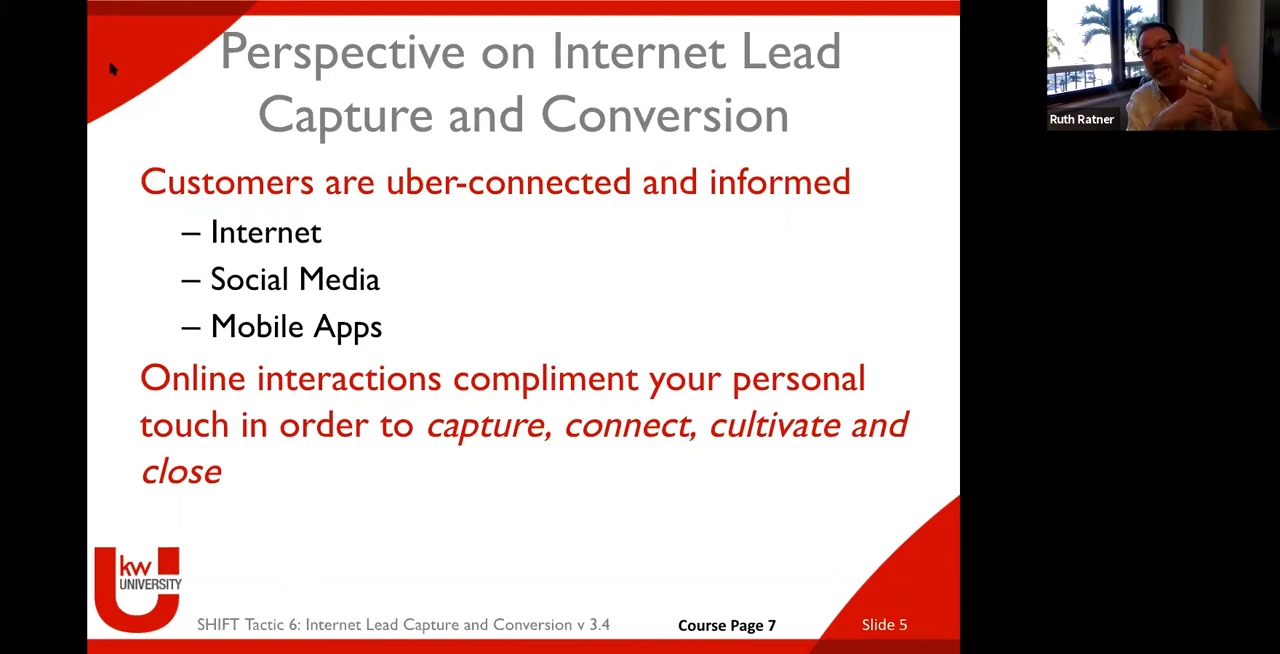 Perspective on Internet Lead
Capture and Conversion
Customers are uber-connected and informed
– Internet
– Social Media
– Mobile Apps
Online interactions compliment your personal
touch in order to capture, connect, cultivate and
close
kw
UNIVERSITY
SHIFT Tactic 6: Internet Lead Capture and Conversion v 3.4
Course Page 7
Slide 5
Ruth Ratner